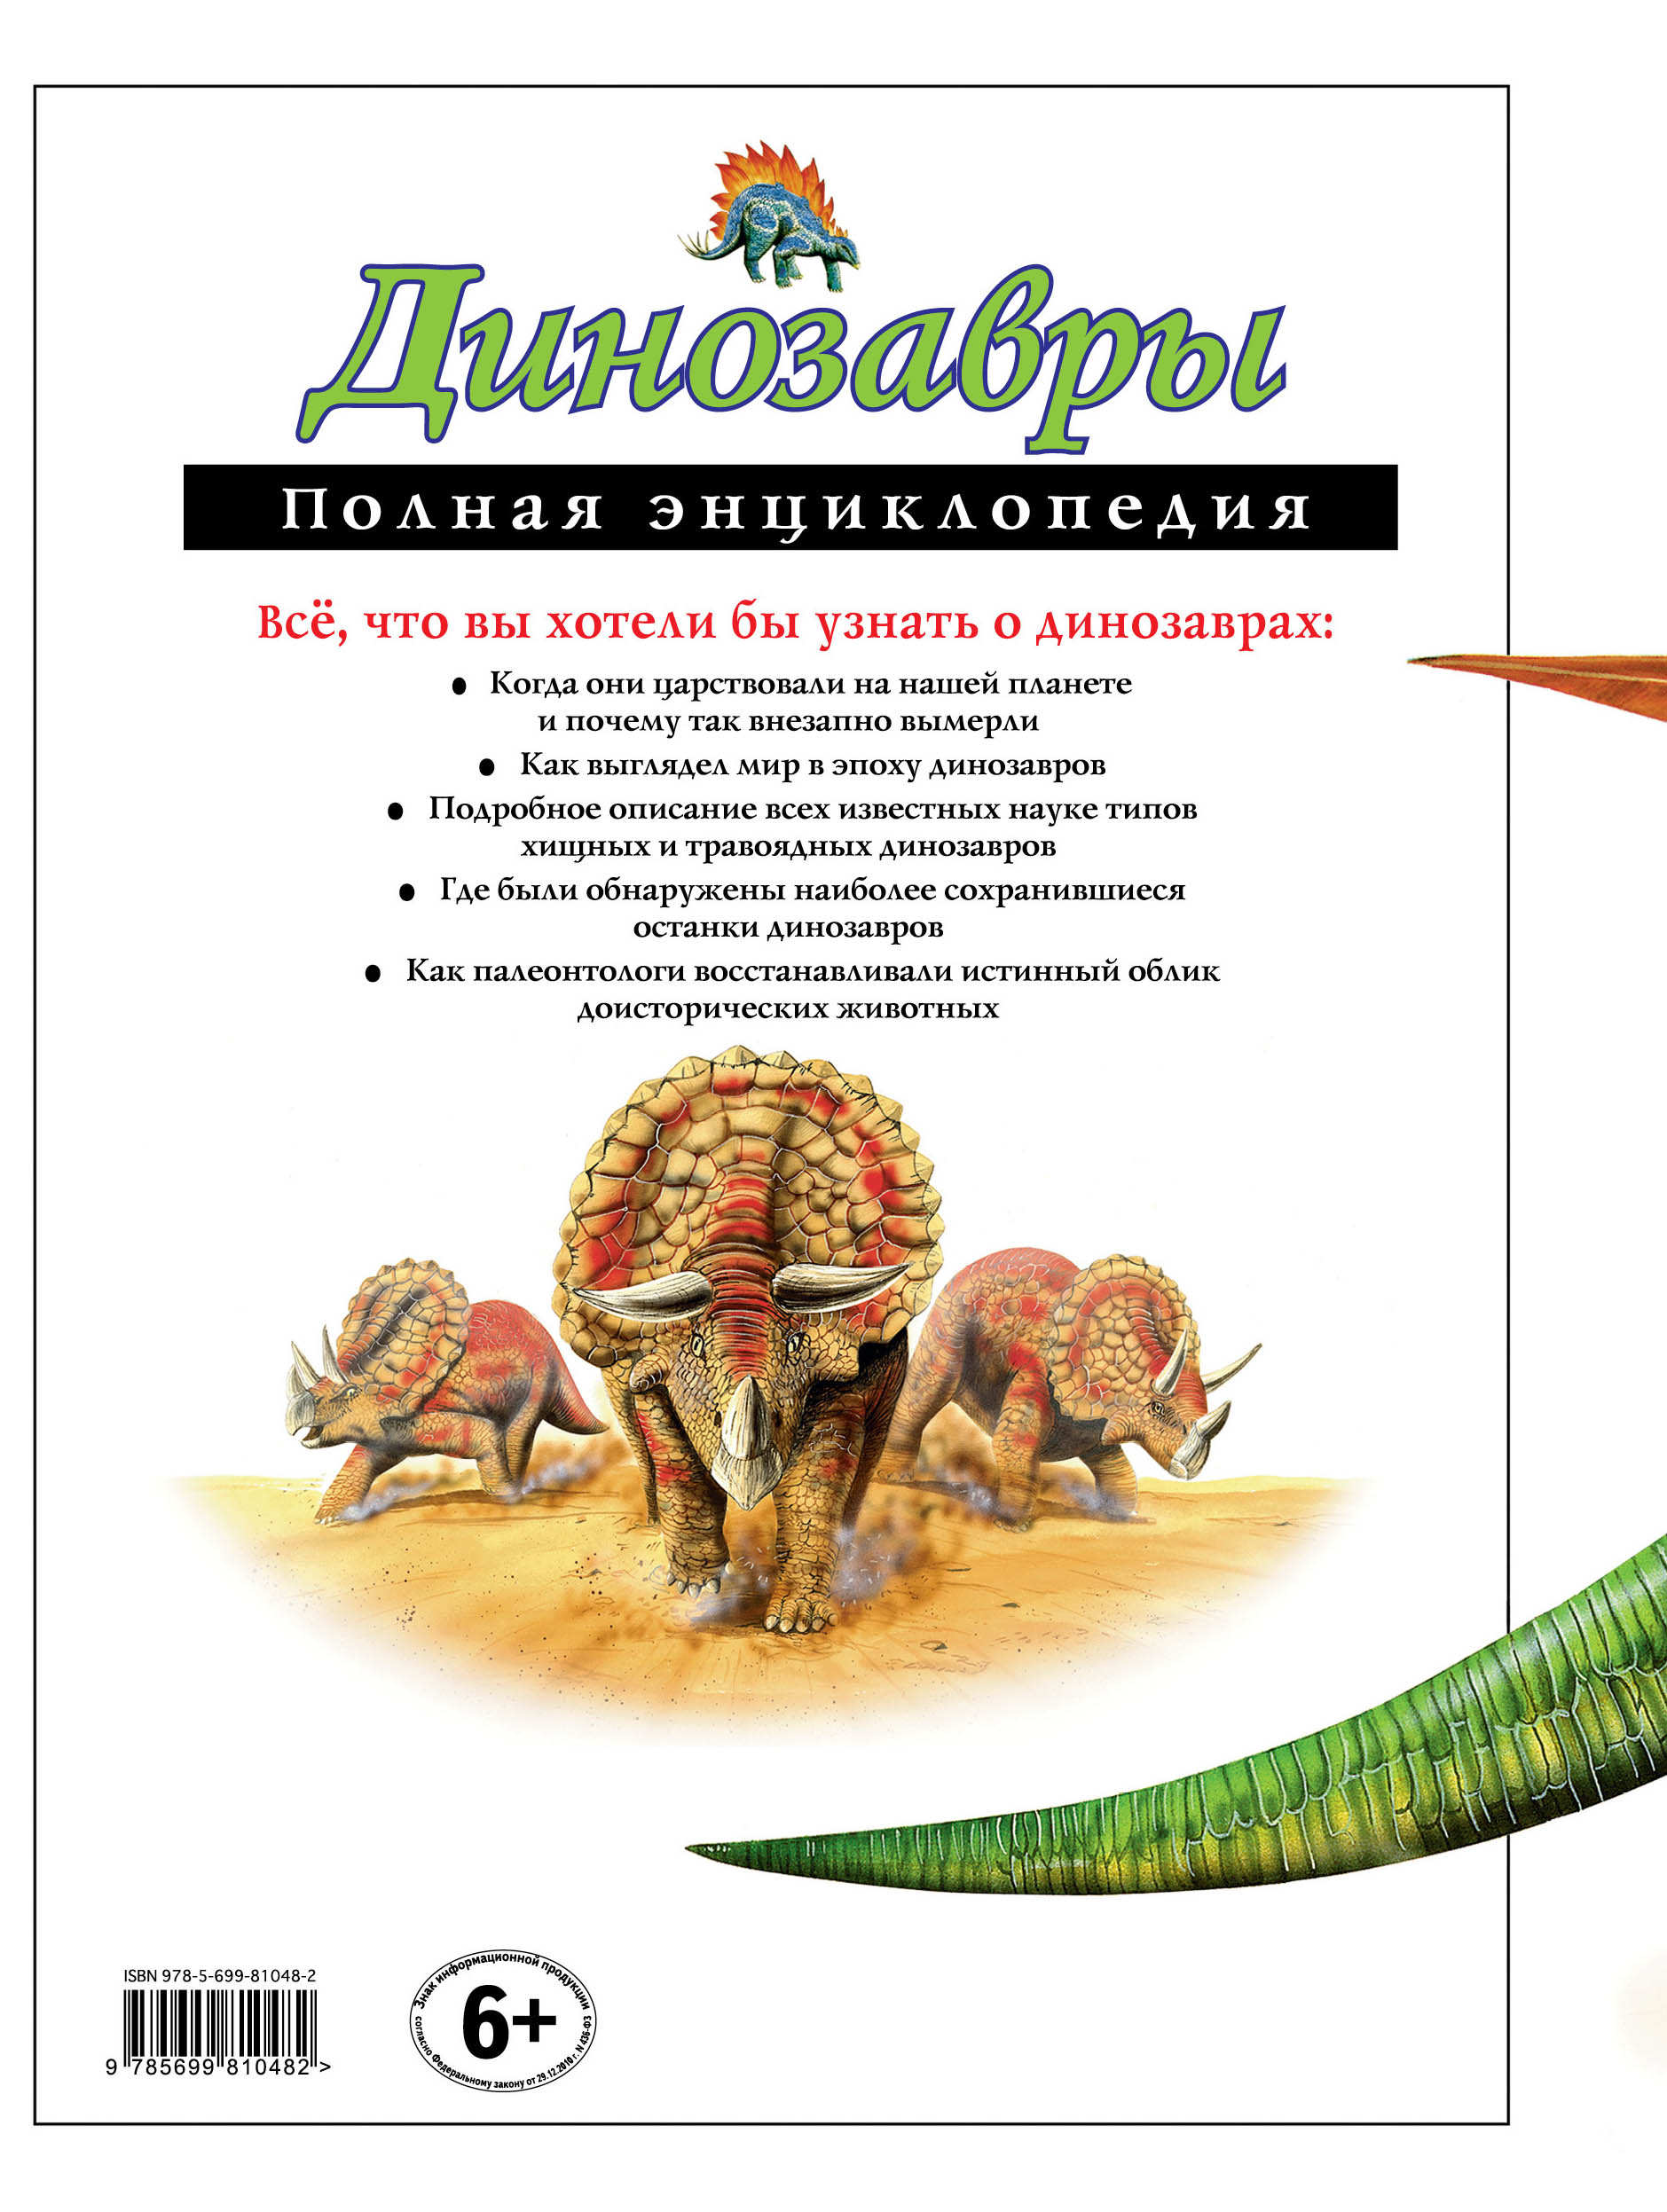 Динозавры
Полная энциклопедия
Всё, что вы хотели бы узнать о динозаврах:
• Когда они царствовали на нашей планете
и почему так внезапно вымерли
• Как выглядел мир в эпоху динозавров
• Подробное описание всех известных науке типов
хищных и травоядных динозавров
• Где были обнаружены наиболее сохранившиеся
останки динозавров
• Как палеонтологи восстанавливали истинный облик
доисторических животных
ISBN 978-5-699-81048-2
9 785699 810482 >
Знак информационной продукции
6+
согласно Федеральному закону от 29.12.2010 г. N 436-ФЗ